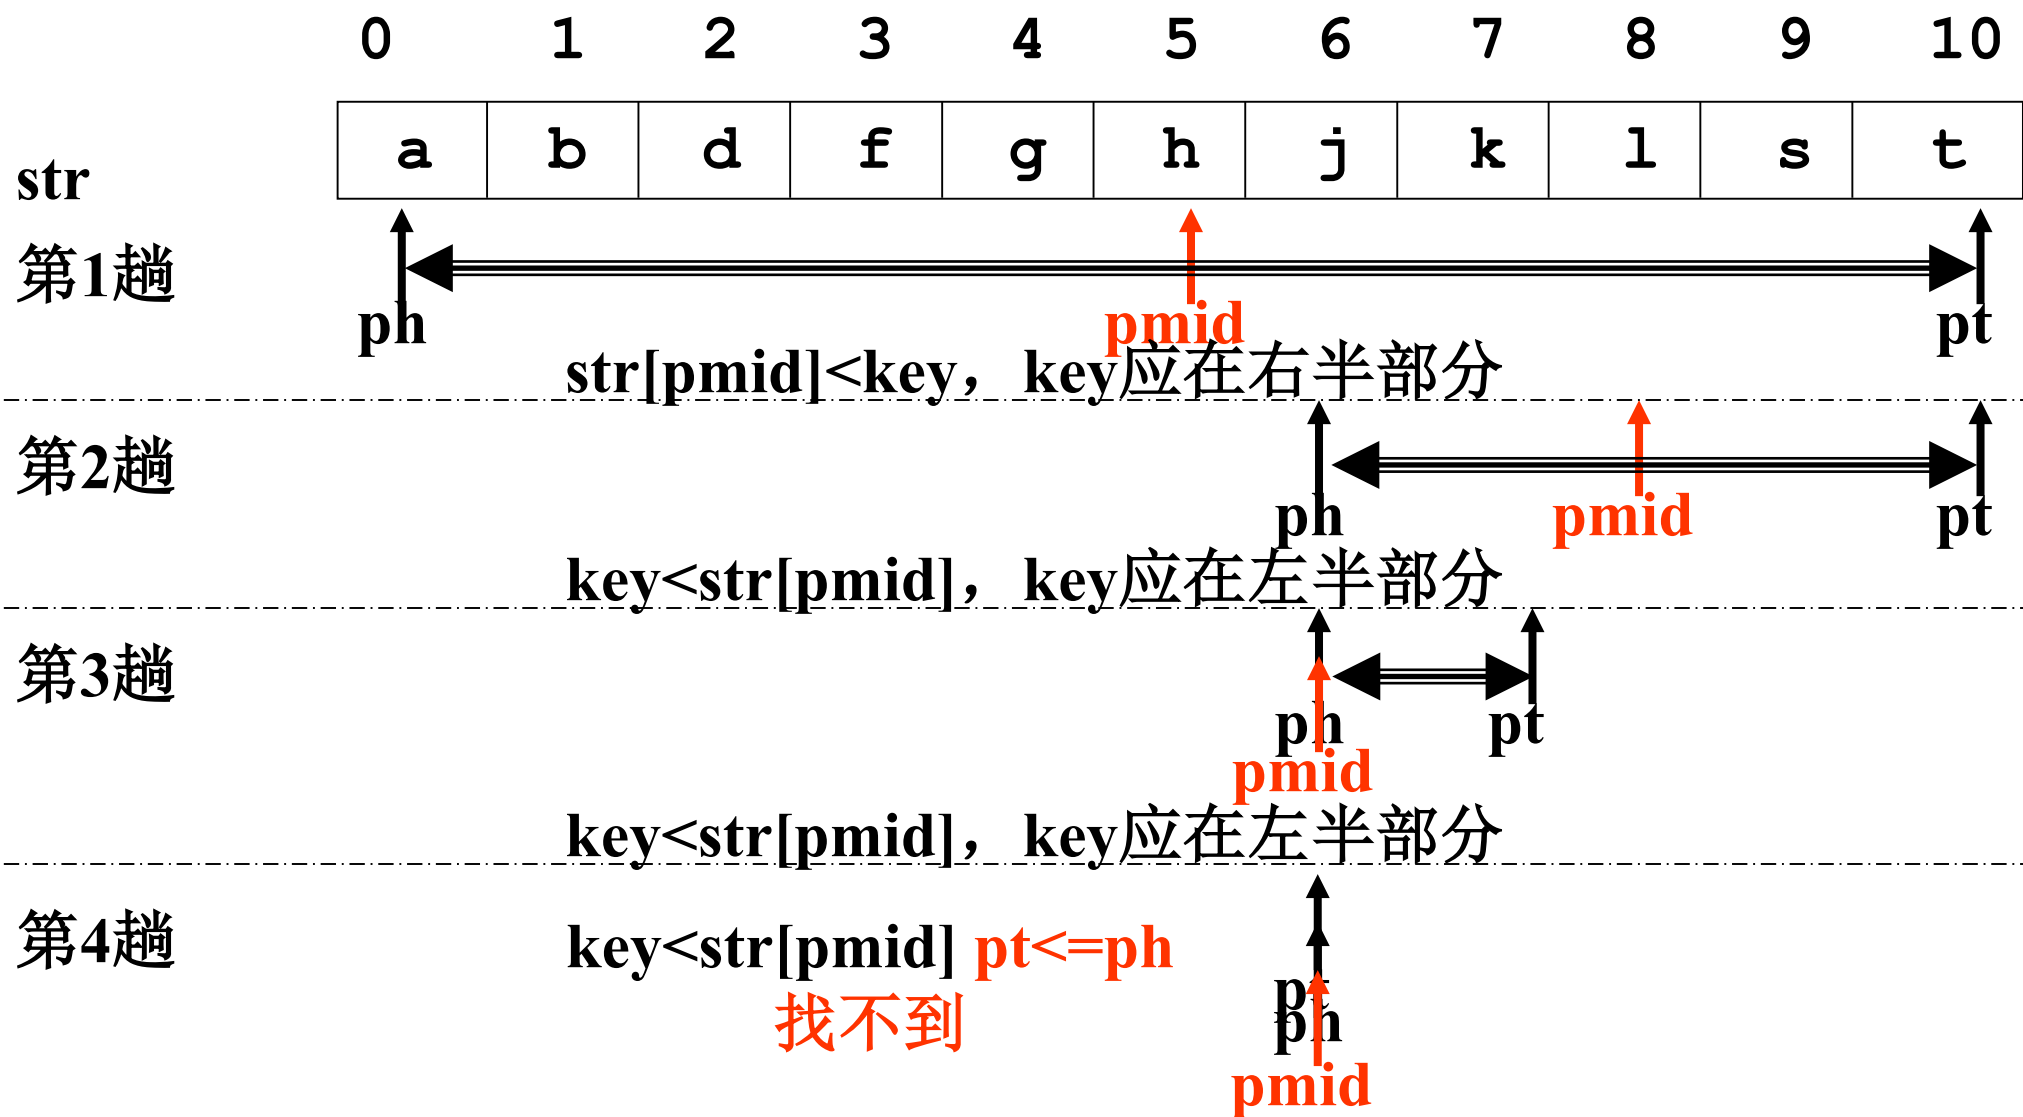 0 1 2 3 4 5 6 7 8 9 10
a b d f g h j k l s t
str
第1趟
ph pmid pt
str[pmid]<key，key应在右半部分
第2趟
ph pmid pt
key<str[pmid]，key应在左半部分
第3趟
ph pt
pmid
key<str[pmid]，key应在左半部分
第4趟
key<str[pmid] pt<=ph
找不到
pt
ph
pmid